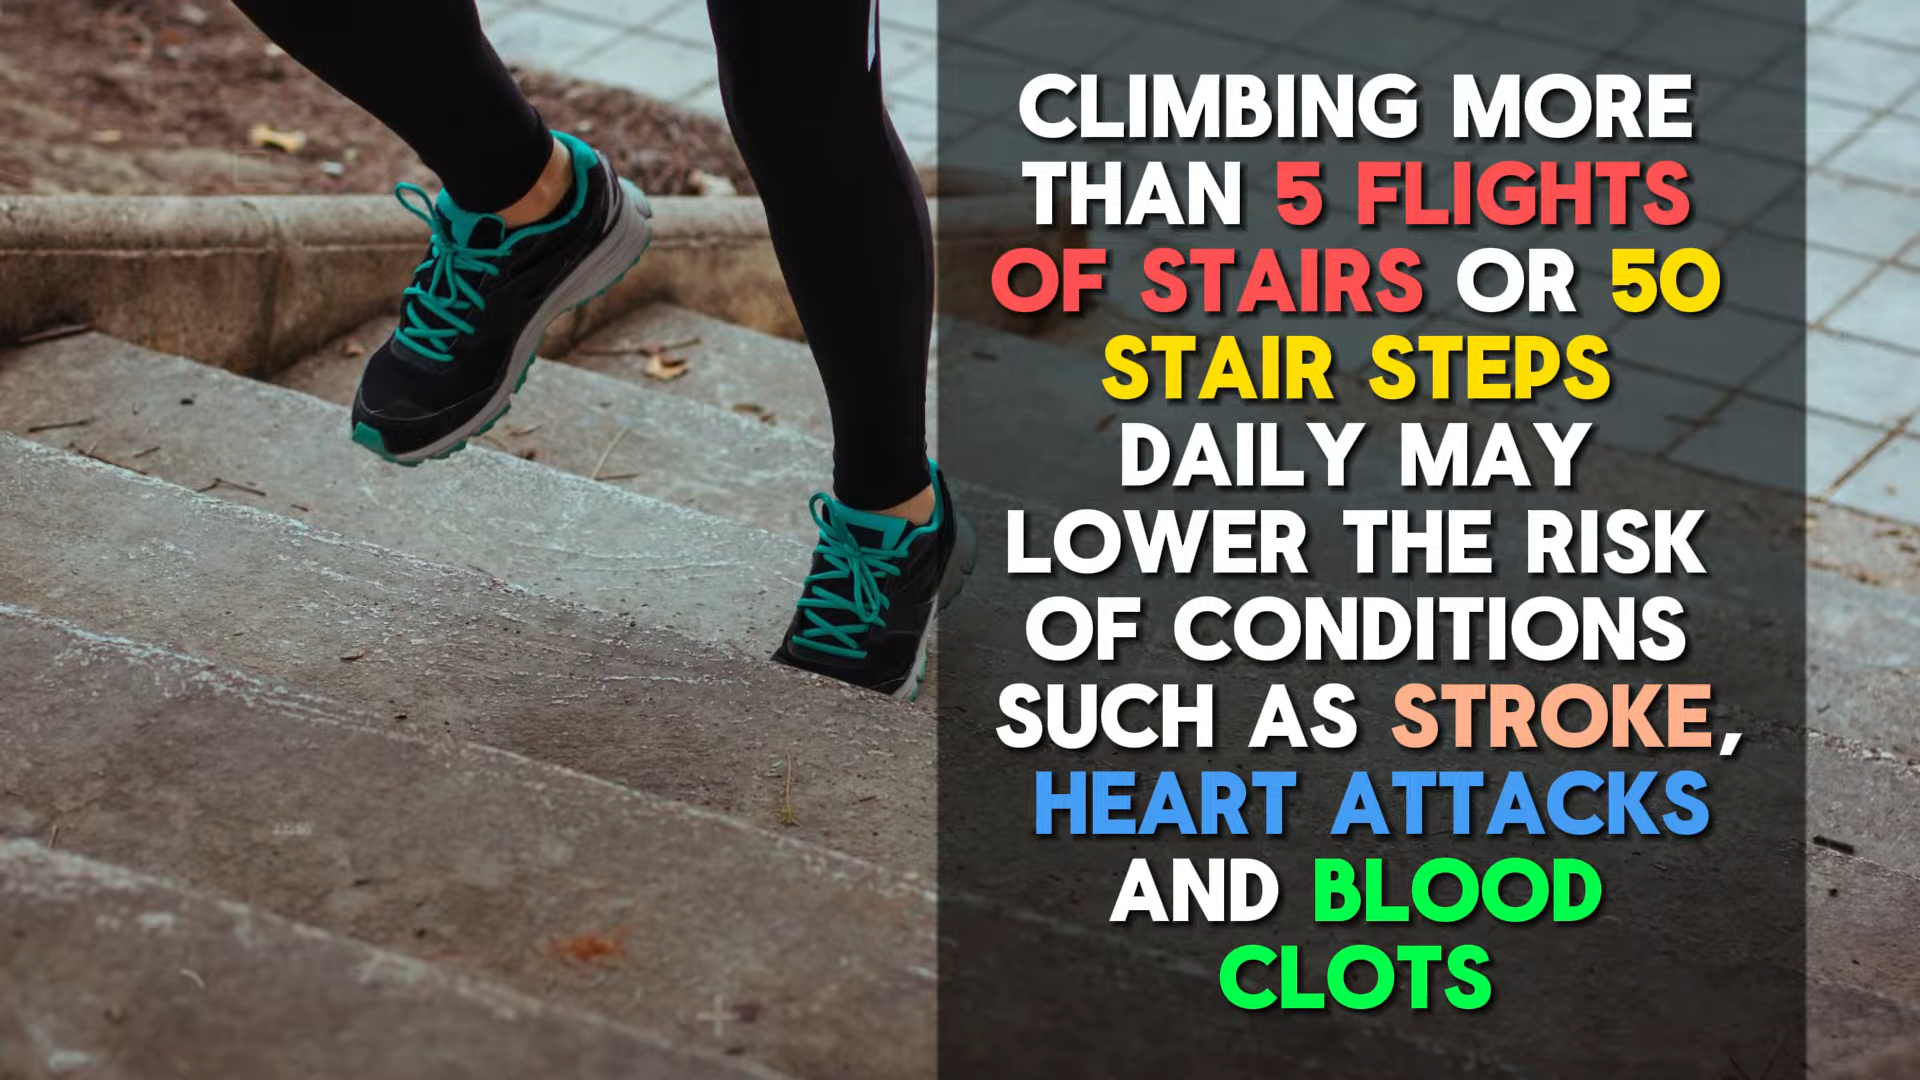 CLIMBING MORE
THAN 5 FLIGHTS
OF STAIRS OR 50
STAIR STEPS
DAILY MAY
LOWER THE RISK
OF CONDITIONS
SUCH AS STROKE,
HEART ATTACKS
AND BLOOD
CLOTS